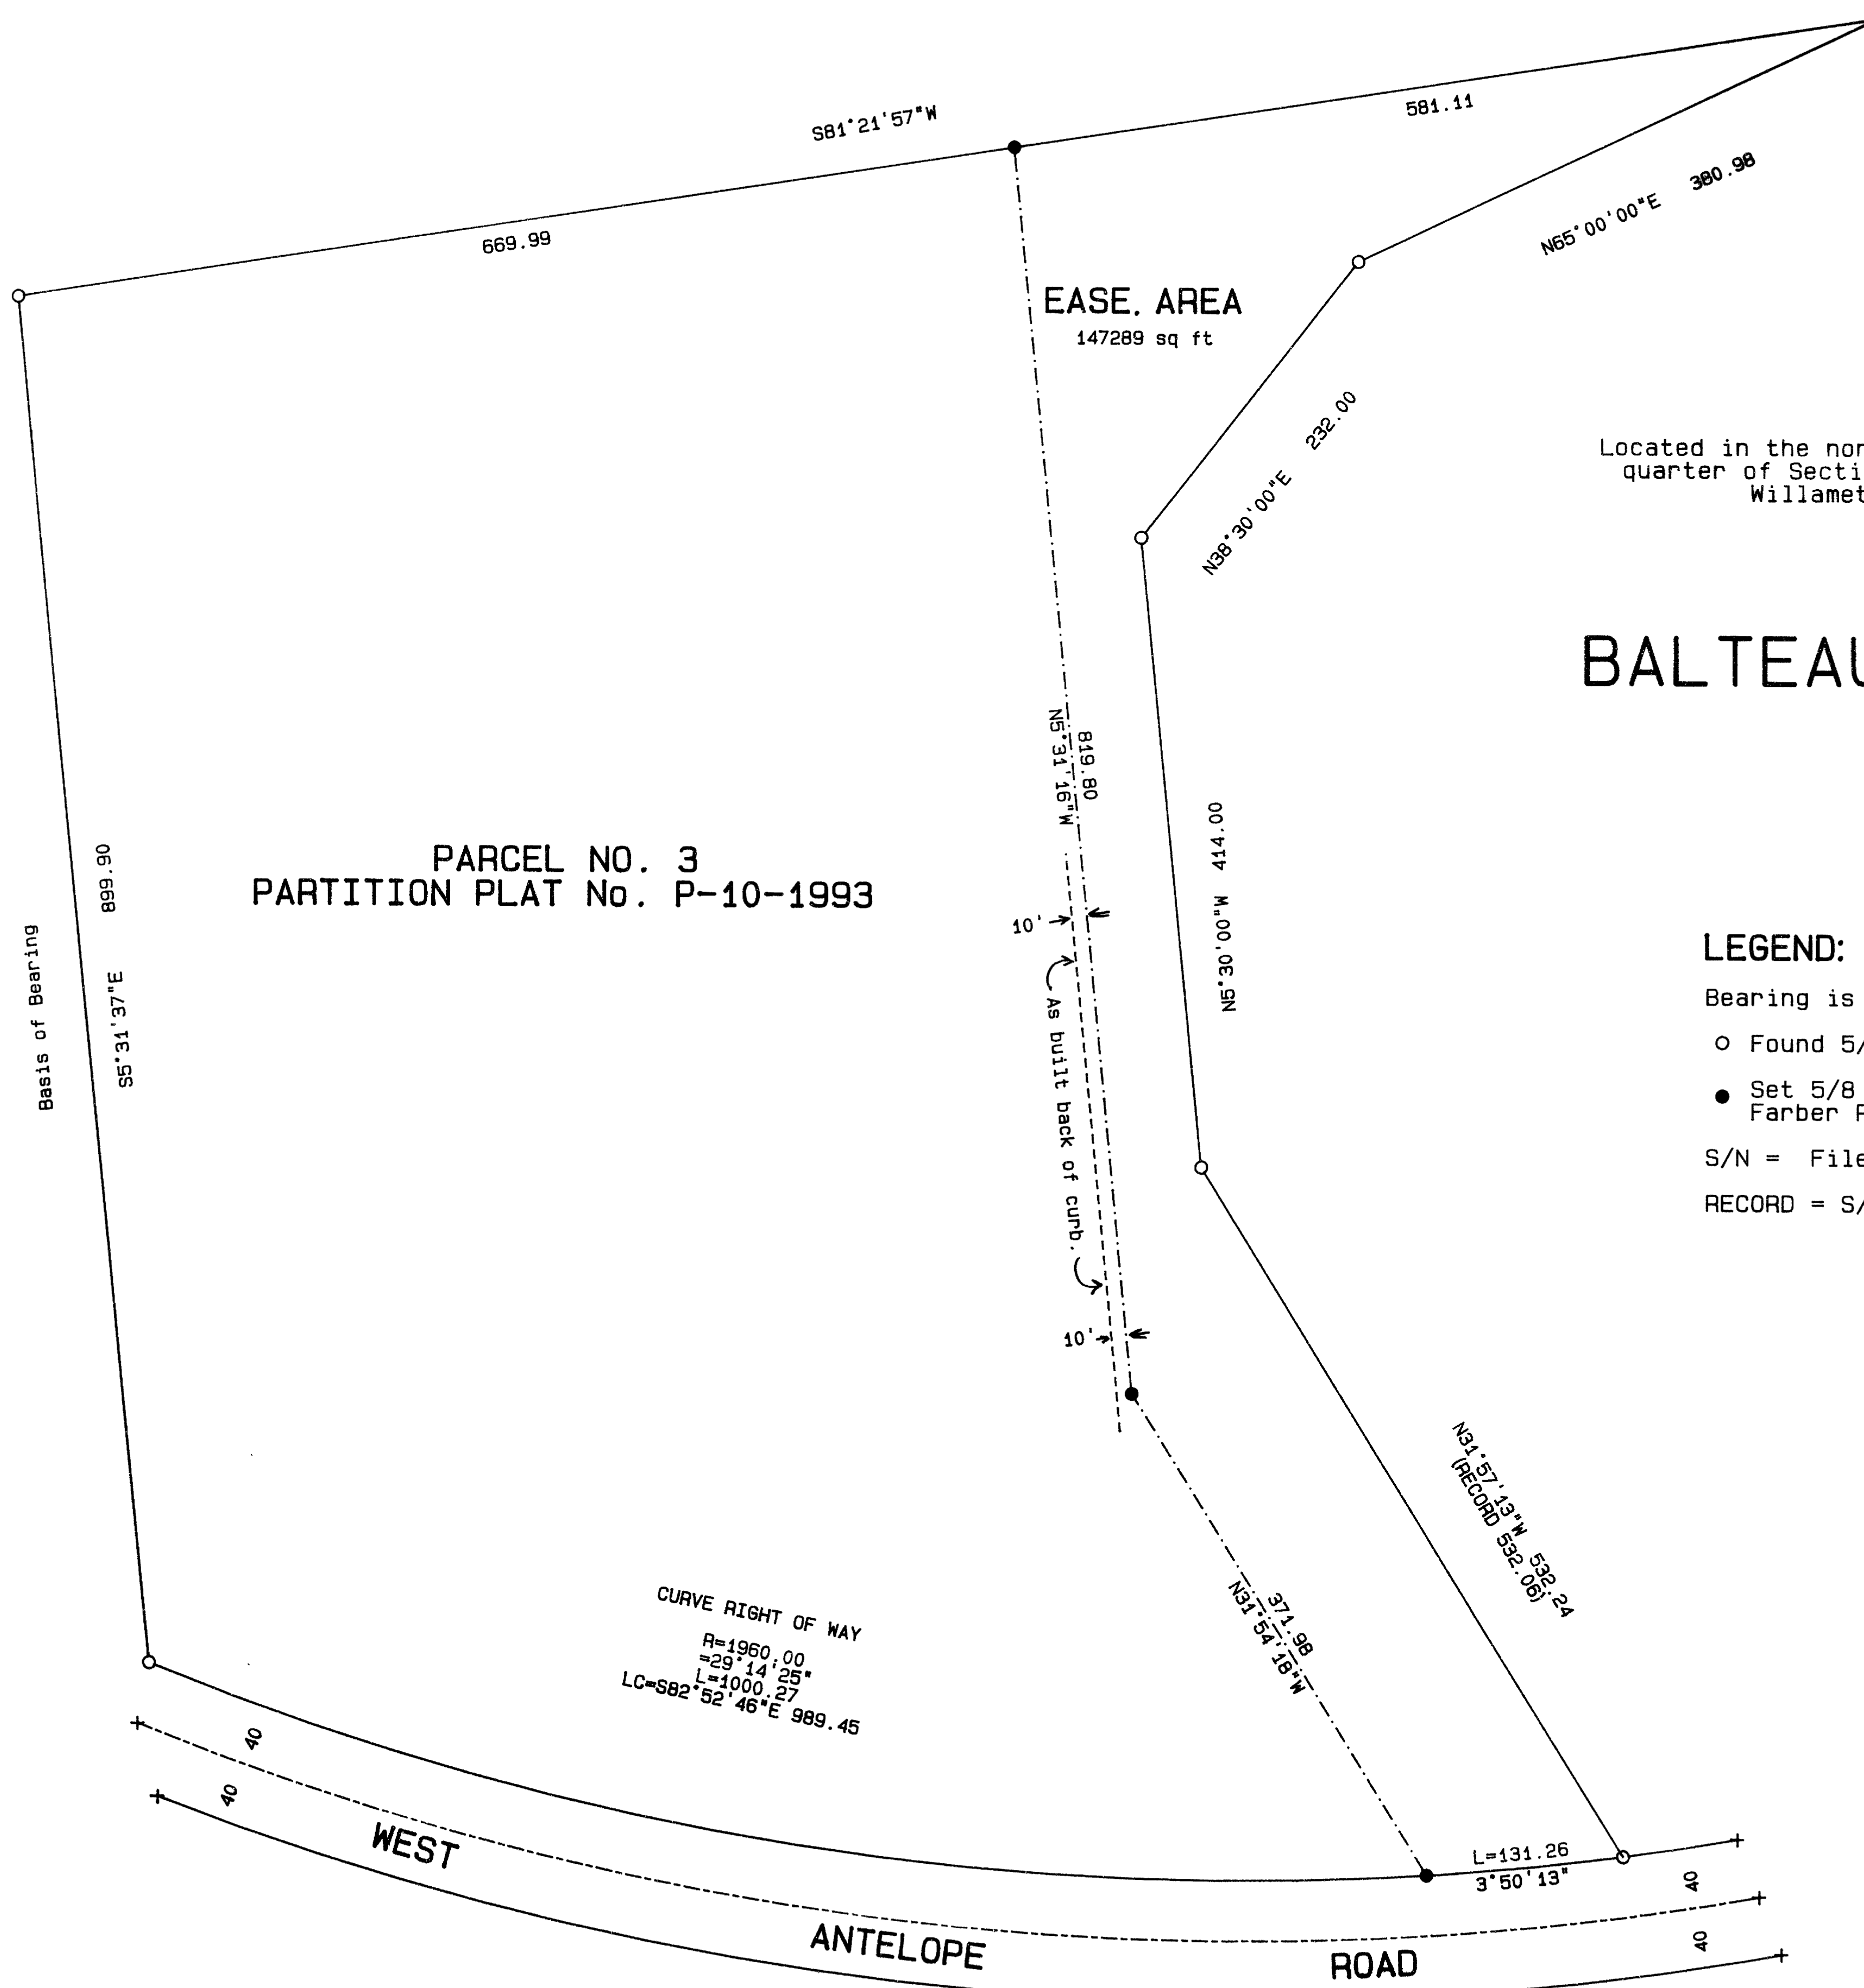 S81°21'57"W
581.11
669.99
N65°00'00"E 380.98
EASE. AREA
147289 sq ft
N38°30'00"E 232.00
Located in the nor
quarter of Secti
Willamet
BALTEAU
N5°31'16"W
819.80
N5°30'00"W 414.00
PARCEL NO. 3
PARTITION PLAT No. P-10-1993
899.90
S5°31'37"E
Basis of Bearing
10'
As built back of curb.
10'
LEGEND:
Bearing is
Found 5/
Set 5/8
Farber P
S/N = File
RECORD = S/
N31°57'13"W 532.24
(RECORD 532.06)
371.98
N31°54'18"W
CURVE RIGHT OF WAY
R=1960.00
=29°14'25"
L=1000.27
LC=S82°52'46"E 989.45
40
40
L=131.26
3°50'13"
40
40
WEST
ANTELOPE
ROAD